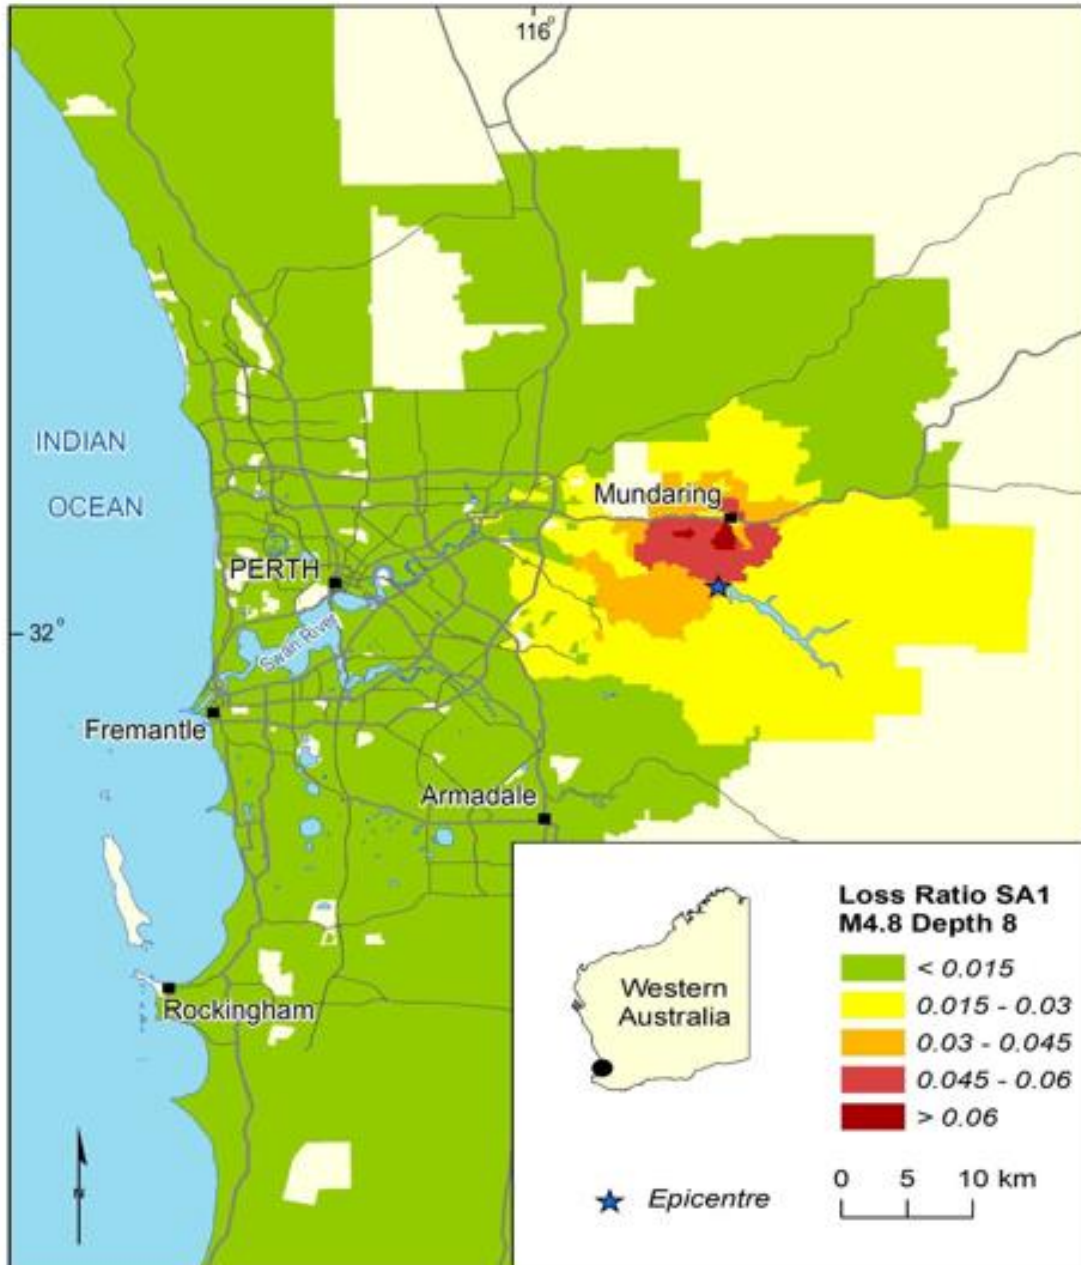 116°
INDIAN
OCEAN
Mundaring
PERTH
32°
Swan River
Fremantle
Armadale
Rockingham
Western
Australia
Loss Ratio SA1
M4.8 Depth 8
< 0.015
0.015 - 0.03
0.03 - 0.045
0.045 - 0.06
> 0.06
0 5 10 km
Epicentre
N